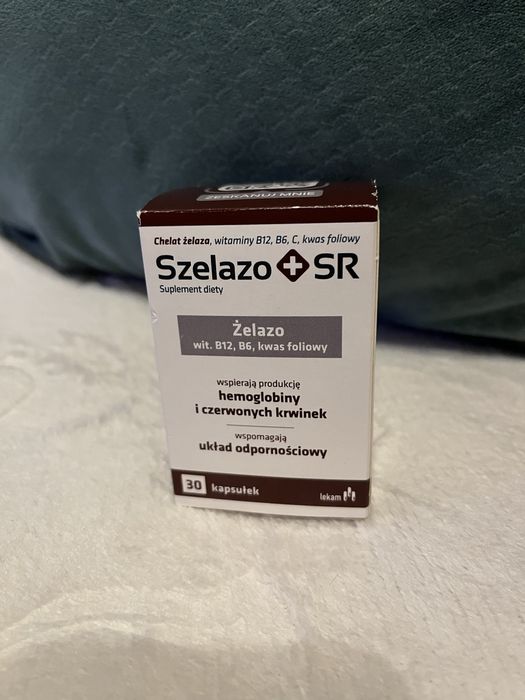 ZESKANUJ MNIE
Chelat żelaza, witaminy B12, B6, C, kwas foliowy
Szelazo + SR
Suplement diety
Żelazo
wit. B12, B6, kwas foliowy
wspierają produkcję
hemoglobiny
i czerwonych krwinek
wspomagają
układ odpornościowy
30 kapsułek
lekam